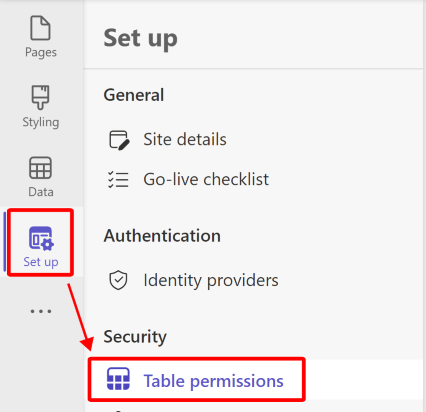 Pages
Styling
Data
Set up
Set up
General
Site details
Go-live checklist
Authentication
Identity providers
Security
Table permissions